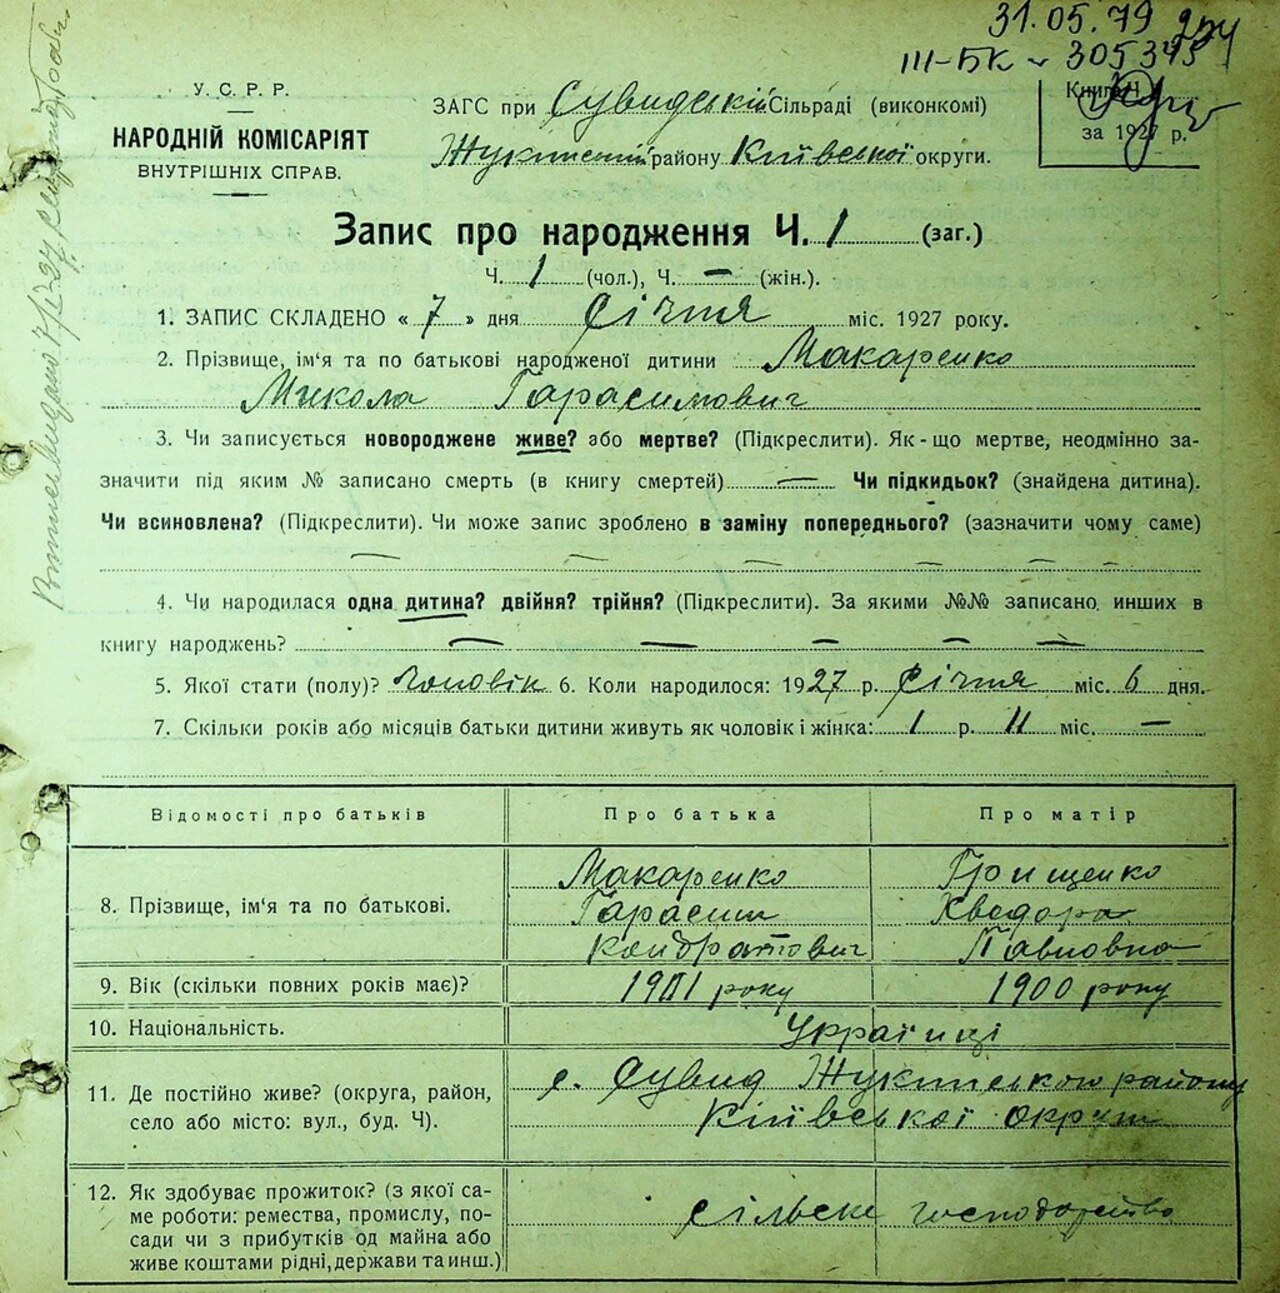 31.05.79 254
III-БК № 305345
У.С.Р.Р.
НАРОДНІЙ КОМІСАРІЯТ
ВНУТРІШНІХ СПРАВ.
ЗАГС при Сувидській Сільраді (виконкомі)
Жукинський району Київської округи.
Книга Ч.
за 1927 р.
Запис про народження Ч. 1 (заг.)
Ч. 1 (чол.), Ч. — (жін.).
1. ЗАПИС СКЛАДЕНО « 7 » дня Січня міс. 1927 року.
2. Прізвище, ім'я та по батькові народженої дитини Макаренко
Микола Гарасимович
3. Чи записується новороджене живе? або мертве? (Підкреслити). Як-що мертве, неодмінно за-
значити під яким № записано смерть (в книгу смертей) — Чи підкидьок? (знайдена дитина).
Чи всиновлена? (Підкреслити). Чи може запис зроблено в заміну попереднього? (зазначити чому саме)
— — — — —
4. Чи народилася одна дитина? двійня? трійня? (Підкреслити). За якими №№ записано инших в
книгу народжень? — — — — —
5. Якої стати (полу)? Чоловік 6. Коли народилося: 1927 р. Січня міс. 6 дня.
7. Скільки років або місяців батьки дитини живуть як чоловік і жінка: 1 р. 11 міс. —
Відомості про батьків Про батька Про матір
8. Прізвище, ім'я та по батькові.
Макаренко Грищенко
Гарасим Хведора
Кондратович Павловна
9. Вік (скільки повних років має)? 1901 року 1900 року
10. Національність. Українці
11. Де постійно живе? (округа, район,
село або місто: вул., буд. Ч).
с. Сувид Жукинського району
Київської округи
12. Як здобуває прожиток? (з якої са-
ме роботи: ремества, промислу, по-
сади чи з прибутків од майна або
живе коштами рідні, держави та инш.)
сільське господарство